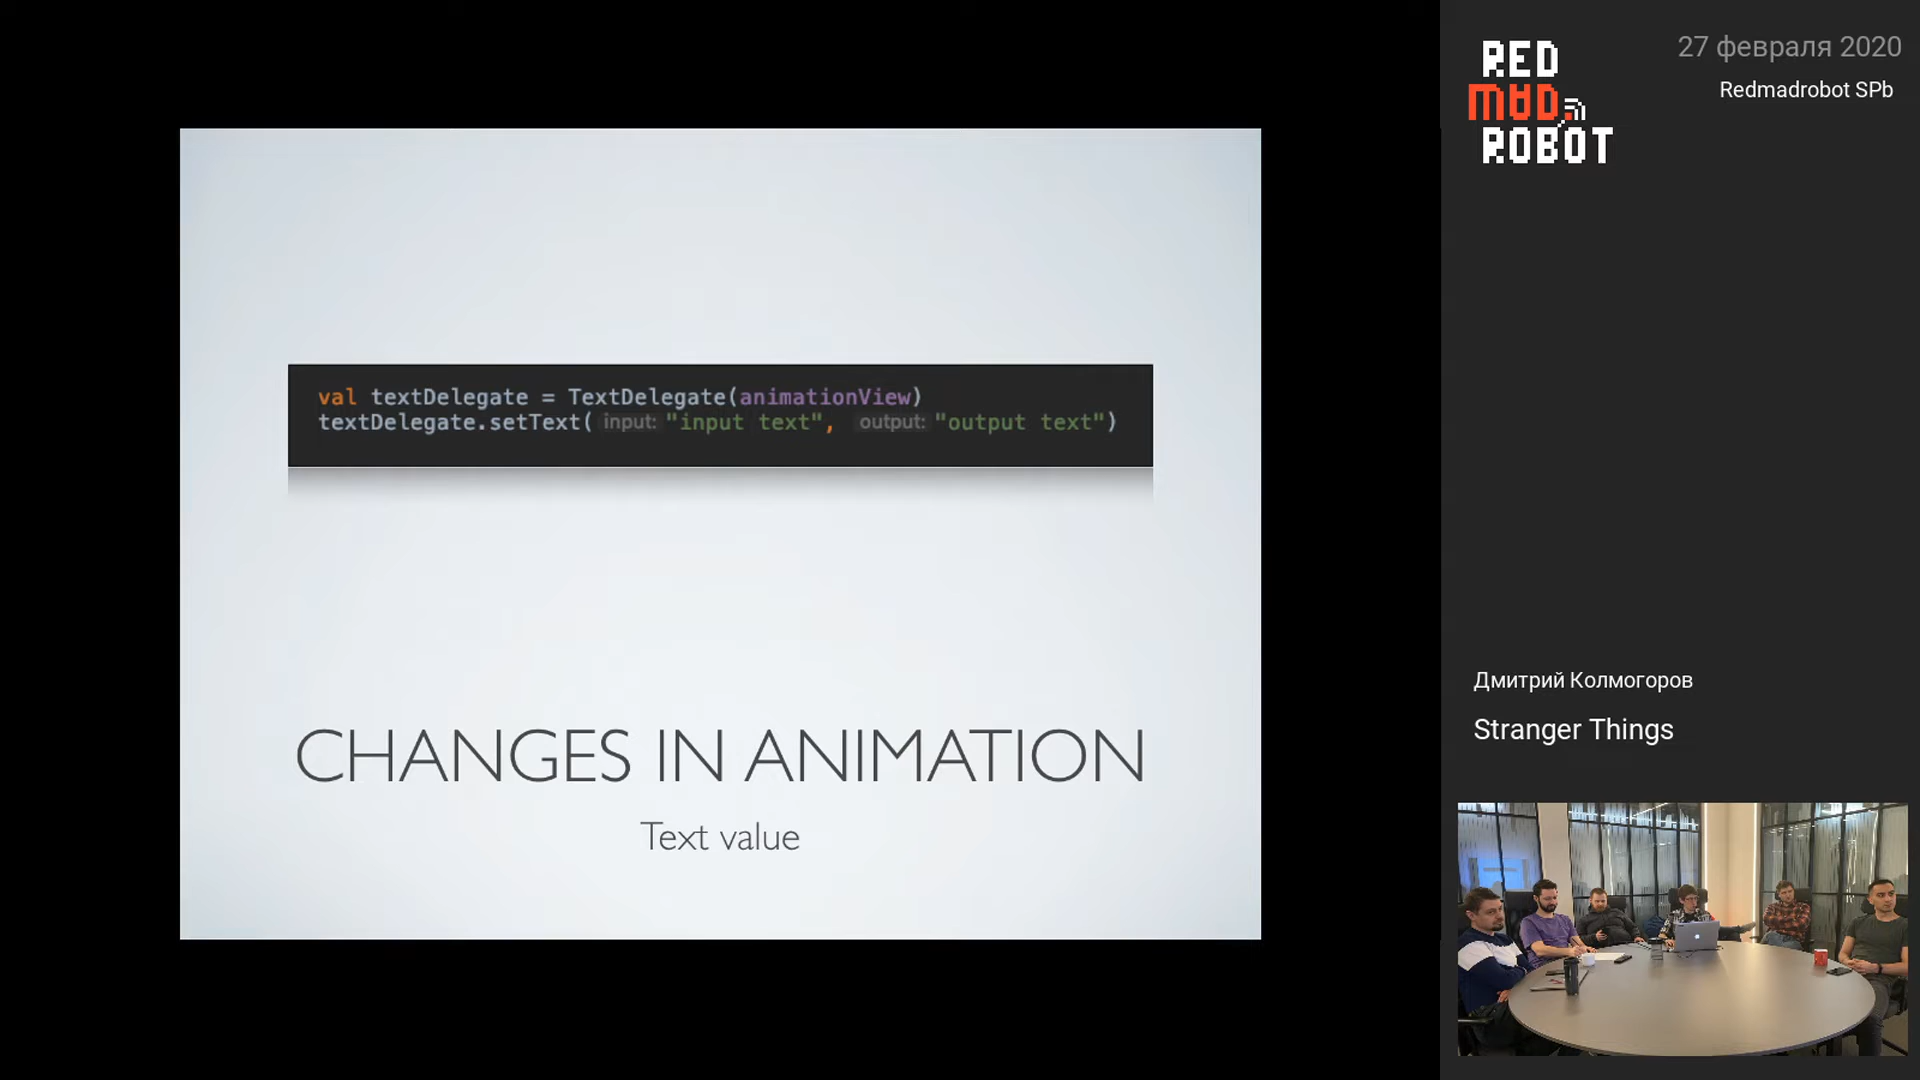 val textDelegate = TextDelegate(animationView)
textDelegate.setText( input: "input text", output: "output text")
CHANGES IN ANIMATION
Text value
RED
MAD
ROBOT
27 февраля 2020
Redmadrobot SPb
Дмитрий Колмогоров
Stranger Things